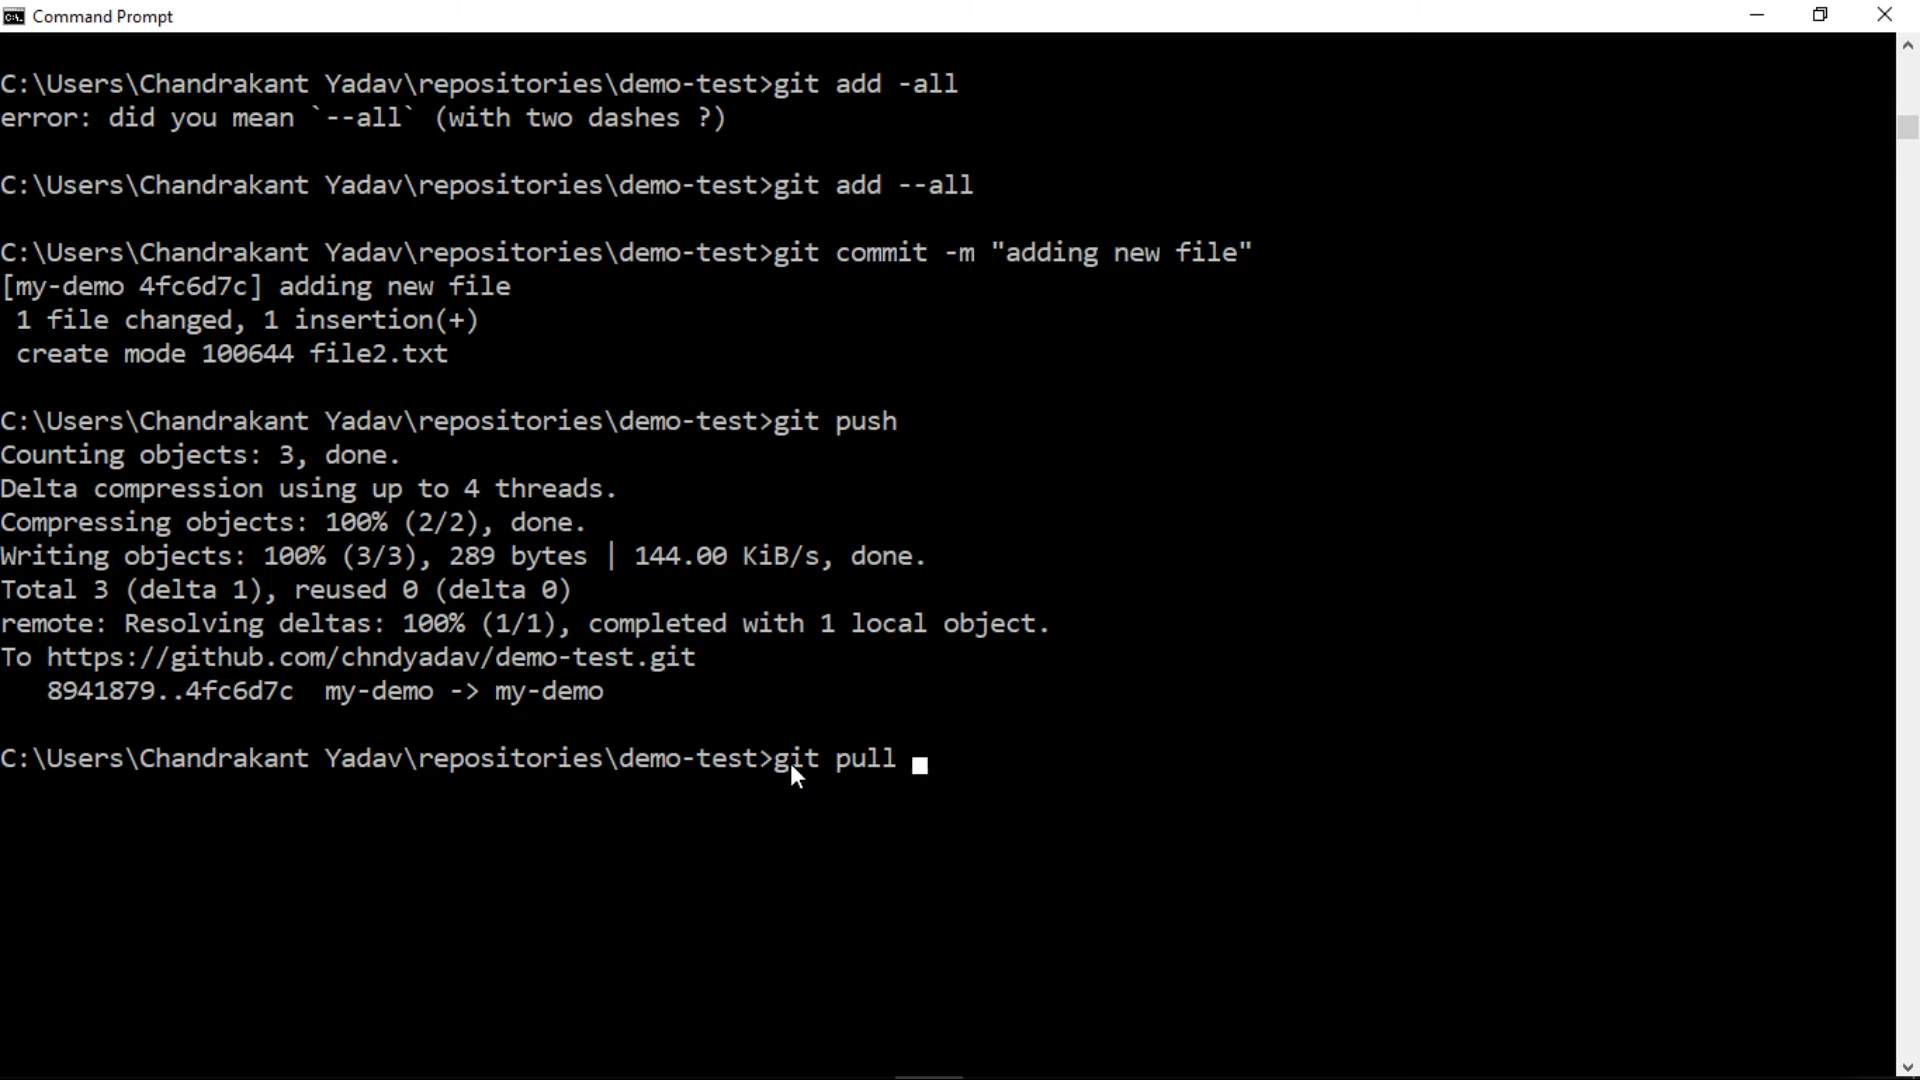 Command Prompt
C:\Users\Chandrakant Yadav\repositories\demo-test>git add -all
error: did you mean `--all` (with two dashes ?)
C:\Users\Chandrakant Yadav\repositories\demo-test>git add --all
C:\Users\Chandrakant Yadav\repositories\demo-test>git commit -m "adding new file"
[my-demo 4fc6d7c] adding new file
 1 file changed, 1 insertion(+)
 create mode 100644 file2.txt
C:\Users\Chandrakant Yadav\repositories\demo-test>git push
Counting objects: 3, done.
Delta compression using up to 4 threads.
Compressing objects: 100% (2/2), done.
Writing objects: 100% (3/3), 289 bytes | 144.00 KiB/s, done.
Total 3 (delta 1), reused 0 (delta 0)
remote: Resolving deltas: 100% (1/1), completed with 1 local object.
To https://github.com/chndyadav/demo-test.git
   8941879..4fc6d7c  my-demo -> my-demo
C:\Users\Chandrakant Yadav\repositories\demo-test>git pull